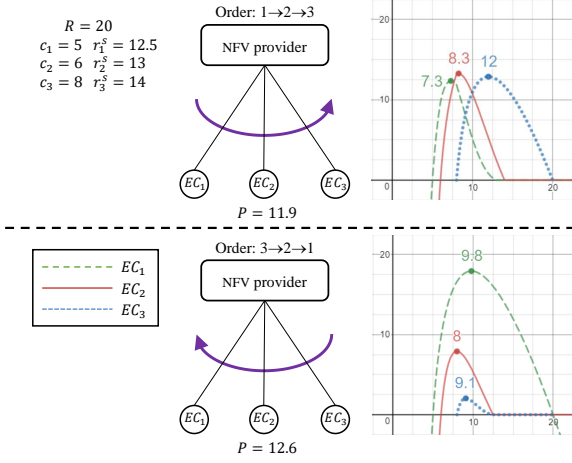 Order: 1→2→3
R = 20
c₁ = 5 r₁ˢ = 12.5
c₂ = 6 r₂ˢ = 13
c₃ = 8 r₃ˢ = 14
NFV provider
EC₁ EC₂ EC₃
P = 11.9
20
10
0 10 20
7.3 8.3 12
Order: 3→2→1
NFV provider
EC₁
EC₂
EC₃
EC₁ EC₂ EC₃
P = 12.6
20
10
0 10 20
9.8
8
9.1